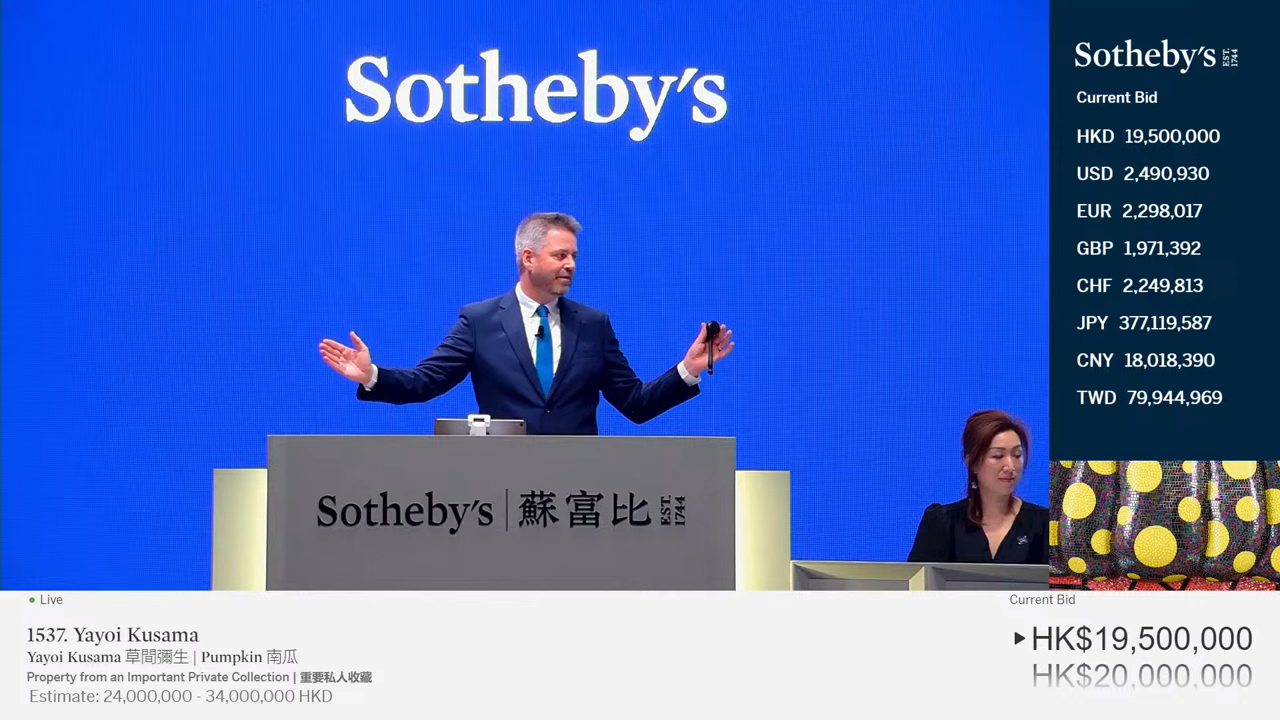 Sotheby's
Sotheby's | 蘇富比 EST. 1744
Sotheby's EST. 1744
Current Bid
HKD 19,500,000
USD 2,490,930
EUR 2,298,017
GBP 1,971,392
CHF 2,249,813
JPY 377,119,587
CNY 18,018,390
TWD 79,944,969
Live
1537. Yayoi Kusama
Yayoi Kusama 草間彌生 | Pumpkin 南瓜
Property from an Important Private Collection | 重要私人收藏
Estimate: 24,000,000 - 34,000,000 HKD
Current Bid
HK$19,500,000
HK$20,000,000